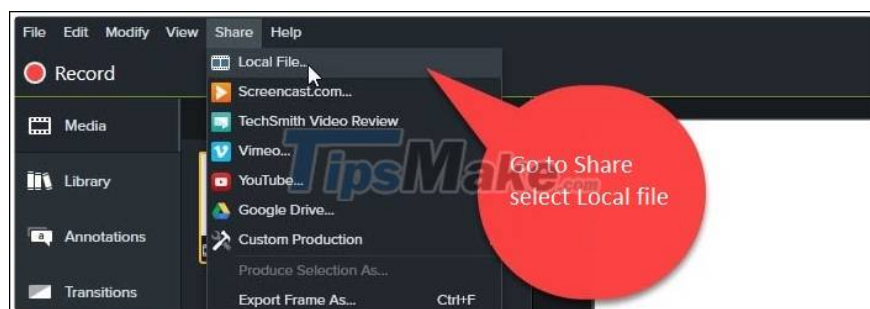 File Edit Modify View Share Help
Record
Local File...
Screencast.com...
Media
TechSmith Video Review
Vimeo...
TipsMake.com
Go to Share
select Local file
Library
YouTube...
Google Drive...
Annotations
Custom Production
Produce Selection As...
Transitions
Export Frame As... Ctrl+F